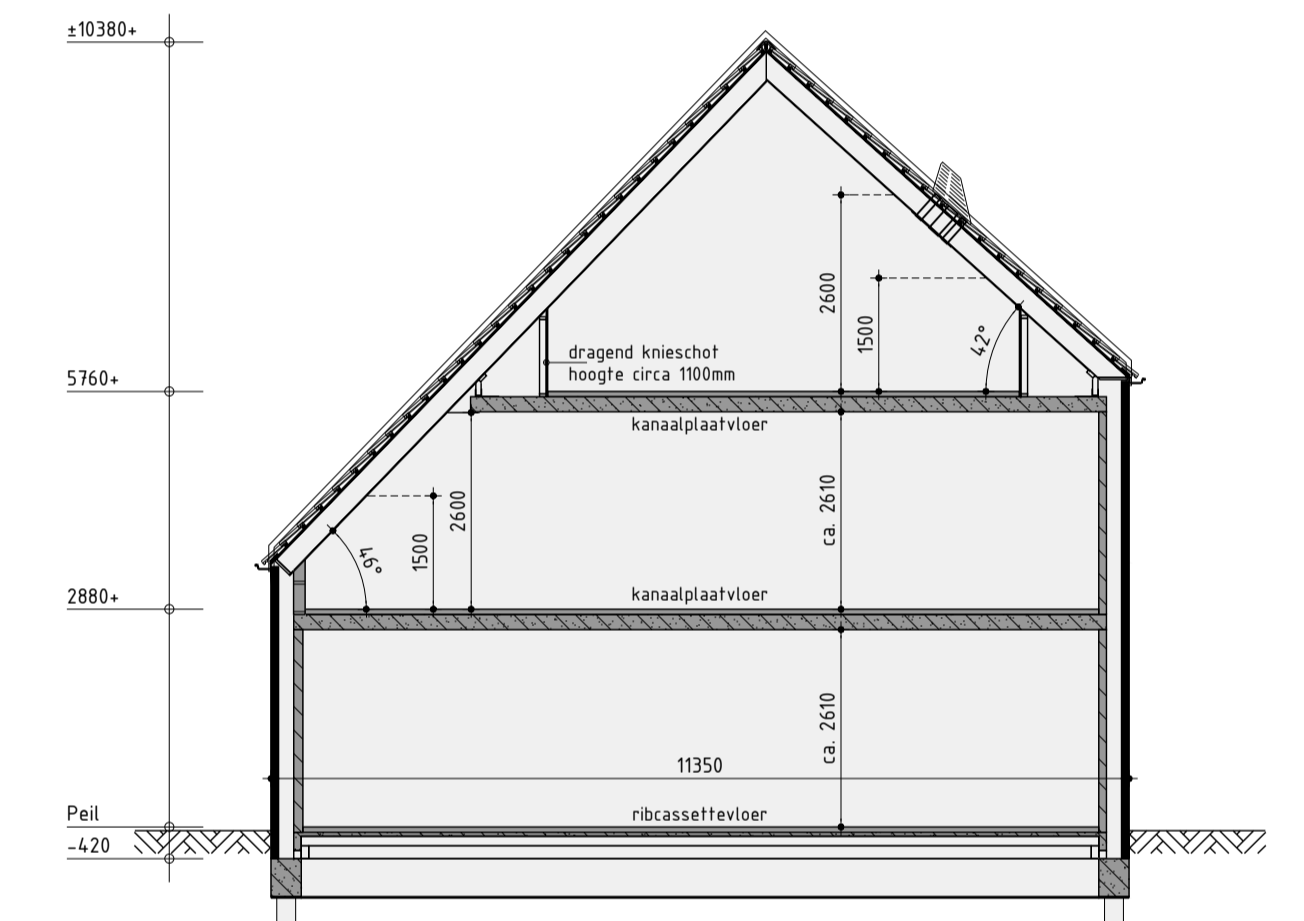 ±10380+
2600
1500
42°
dragend knieschot
hoogte circa 1100mm
5760+
kanaalplaatvloer
2600
1500
46°
ca. 2610
kanaalplaatvloer
2880+
ca. 2610
11350
Peil
ribcassettevloer
-420